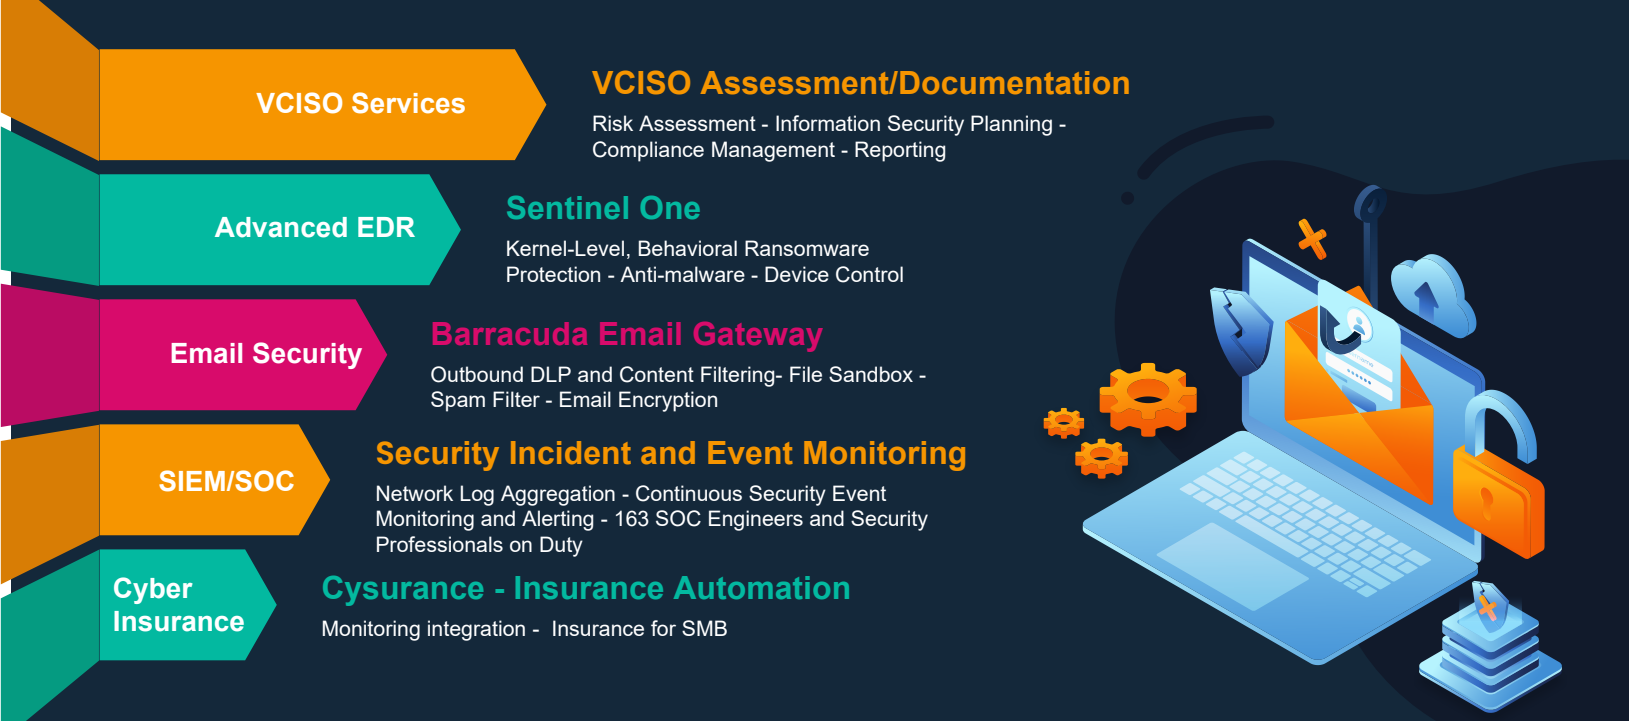 VCISO Services
VCISO Assessment/Documentation
Risk Assessment - Information Security Planning -
Compliance Management - Reporting
Advanced EDR
Sentinel One
Kernel-Level, Behavioral Ransomware
Protection - Anti-malware - Device Control
Email Security
Barracuda Email Gateway
Outbound DLP and Content Filtering- File Sandbox -
Spam Filter - Email Encryption
SIEM/SOC
Security Incident and Event Monitoring
Network Log Aggregation - Continuous Security Event
Monitoring and Alerting - 163 SOC Engineers and Security
Professionals on Duty
Cyber
Insurance
Cysurance - Insurance Automation
Monitoring integration -  Insurance for SMB